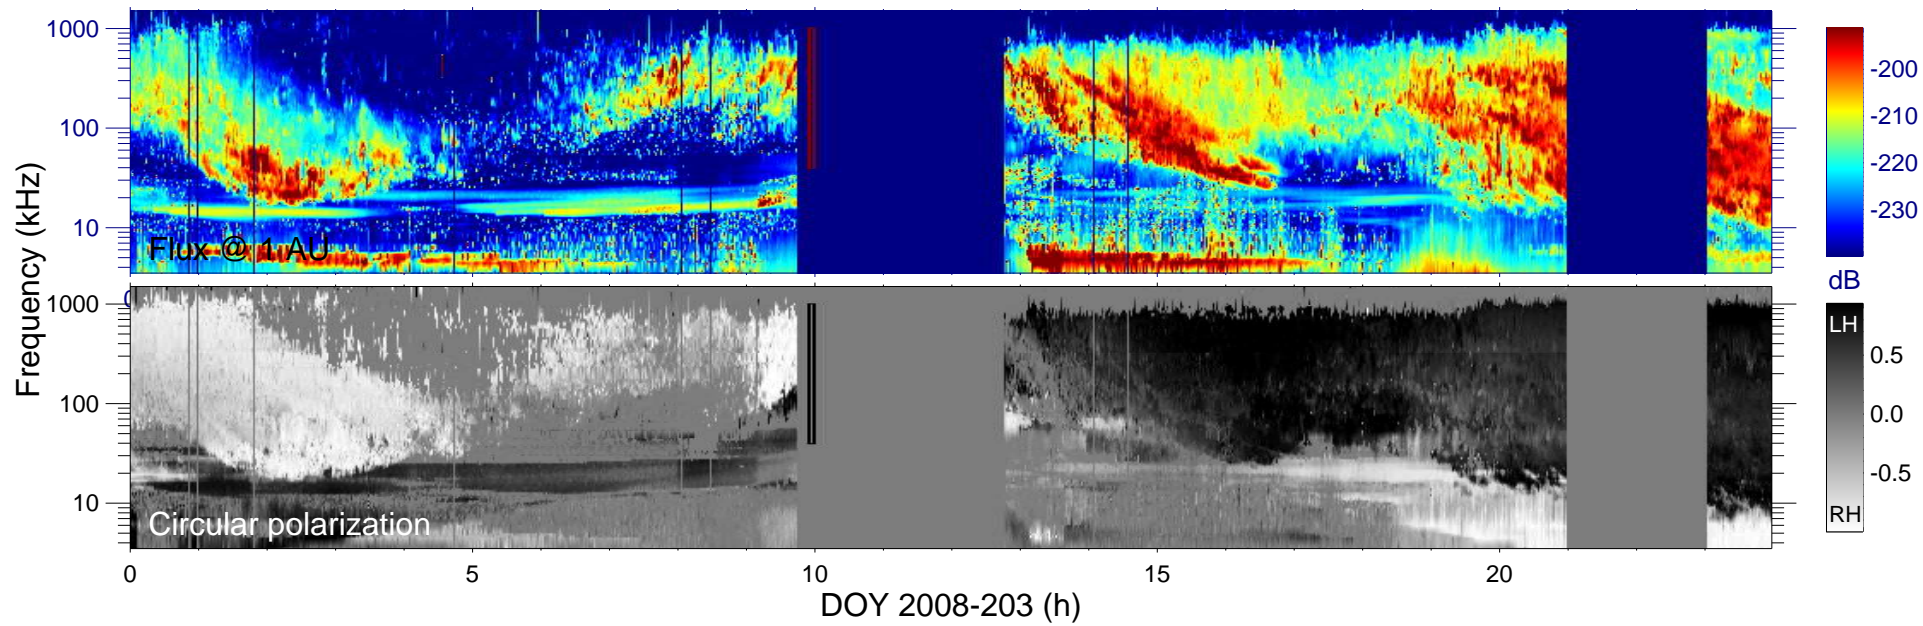 1000
100
10
Flux @ 1 AU
-200
-210
-220
-230
dB
Frequency (kHz)
1000
100
10
Circular polarization
LH
0.5
0.0
-0.5
RH
0 5 10 15 20
DOY 2008-203 (h)